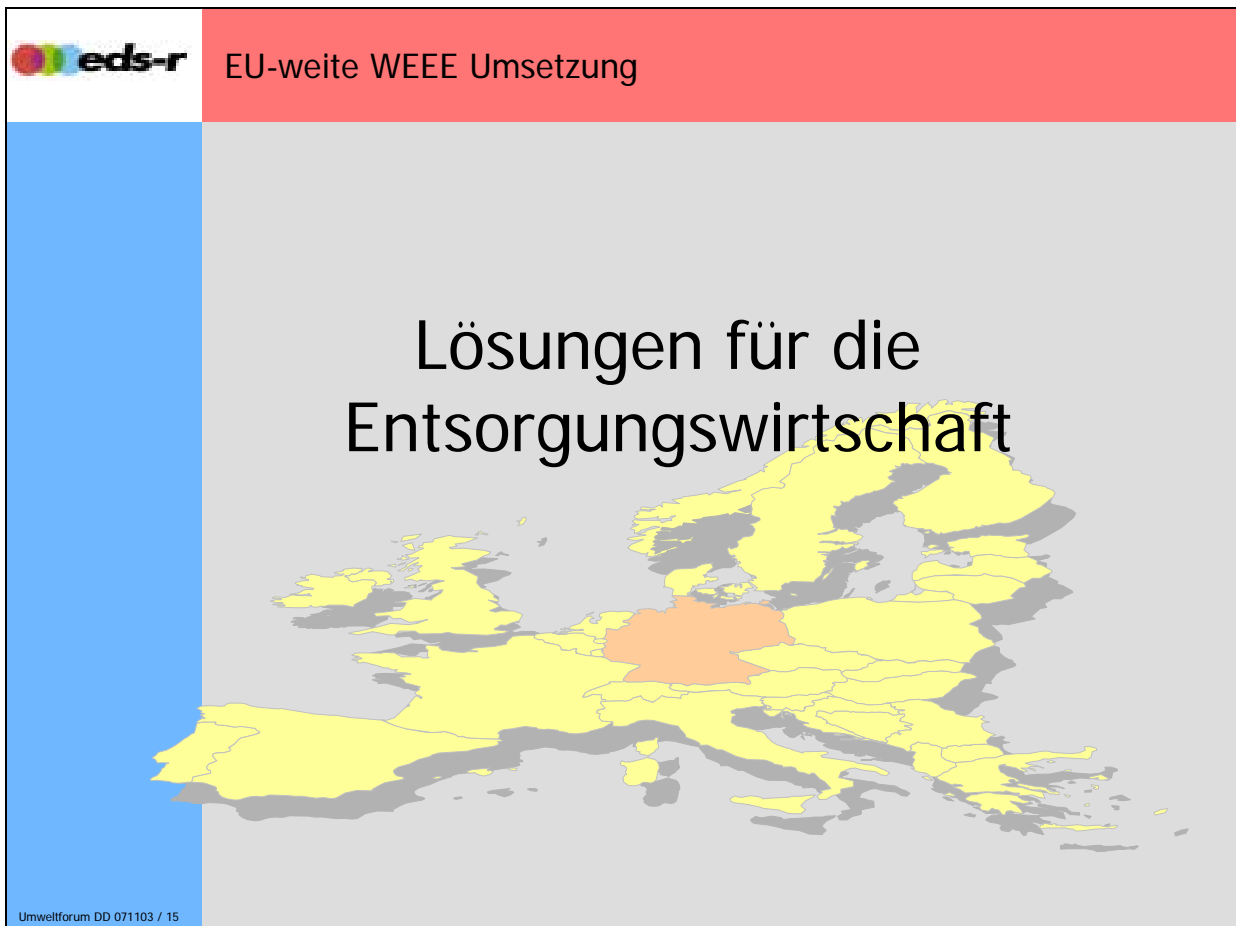 eds-r
EU-weite WEEE Umsetzung
Lösungen für die
Entsorgungswirtschaft
Umweltforum DD 071103 / 15